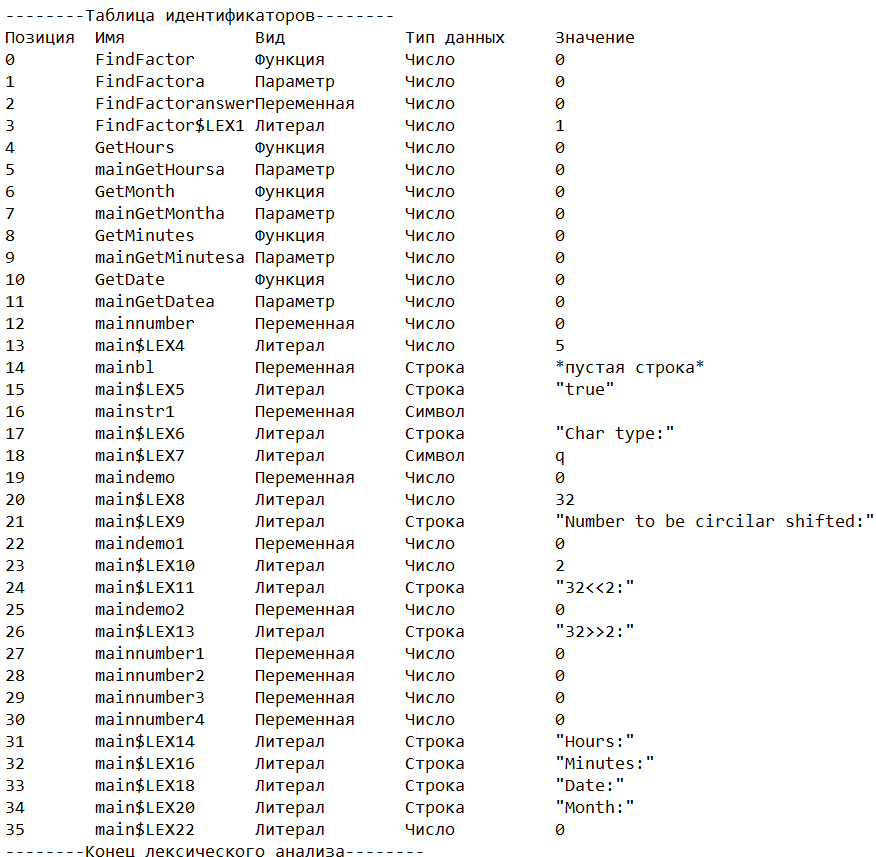 --------Таблица идентификаторов--------
Позиция Имя Вид Тип данных Значение
0 FindFactor Функция Число 0
1 FindFactora Параметр Число 0
2 FindFactoranswerПеременная Число 0
3 FindFactor$LEX1 Литерал Число 1
4 GetHours Функция Число 0
5 mainGetHoursa Параметр Число 0
6 GetMonth Функция Число 0
7 mainGetMontha Параметр Число 0
8 GetMinutes Функция Число 0
9 mainGetMinutesa Параметр Число 0
10 GetDate Функция Число 0
11 mainGetDatea Параметр Число 0
12 mainnumber Переменная Число 0
13 main$LEX4 Литерал Число 5
14 mainbl Переменная Строка *пустая строка*
15 main$LEX5 Литерал Строка "true"
16 mainstr1 Переменная Символ
17 main$LEX6 Литерал Строка "Char type:"
18 main$LEX7 Литерал Символ q
19 maindemo Переменная Число 0
20 main$LEX8 Литерал Число 32
21 main$LEX9 Литерал Строка "Number to be circilar shifted:"
22 maindemo1 Переменная Число 0
23 main$LEX10 Литерал Число 2
24 main$LEX11 Литерал Строка "32<<2:"
25 maindemo2 Переменная Число 0
26 main$LEX13 Литерал Строка "32>>2:"
27 mainnumber1 Переменная Число 0
28 mainnumber2 Переменная Число 0
29 mainnumber3 Переменная Число 0
30 mainnumber4 Переменная Число 0
31 main$LEX14 Литерал Строка "Hours:"
32 main$LEX16 Литерал Строка "Minutes:"
33 main$LEX18 Литерал Строка "Date:"
34 main$LEX20 Литерал Строка "Month:"
35 main$LEX22 Литерал Число 0
--------Конец лексического анализа--------